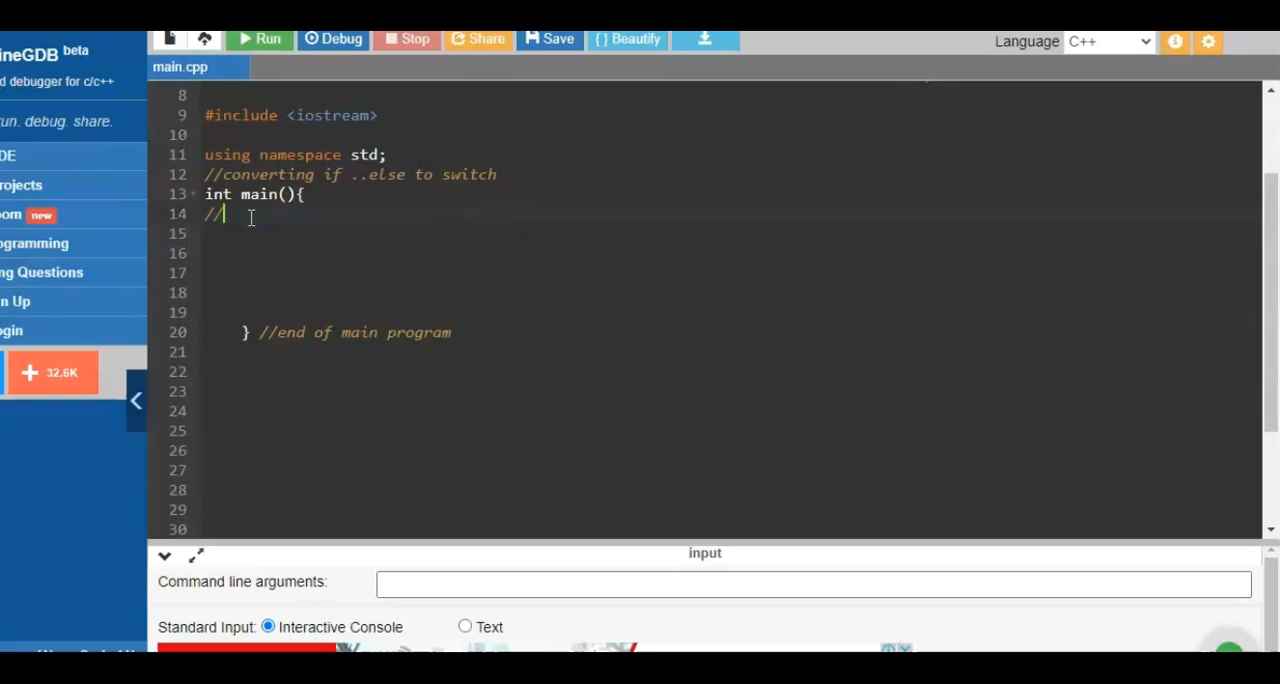 ineGDB beta
d debugger for c/c++
un. debug. share.
DE
rojects
oom new
ogramming
ng Questions
n Up
ogin
32.6K
Run Debug Stop Share Save { } Beautify
Language C++
main.cpp
8
9 #include <iostream>
10
11 using namespace std;
12 //converting if ..else to switch
13 int main(){
14 //
15
16
17
18
19
20 } //end of main program
21
22
23
24
25
26
27
28
29
30
input
Command line arguments:
Standard Input: Interactive Console Text